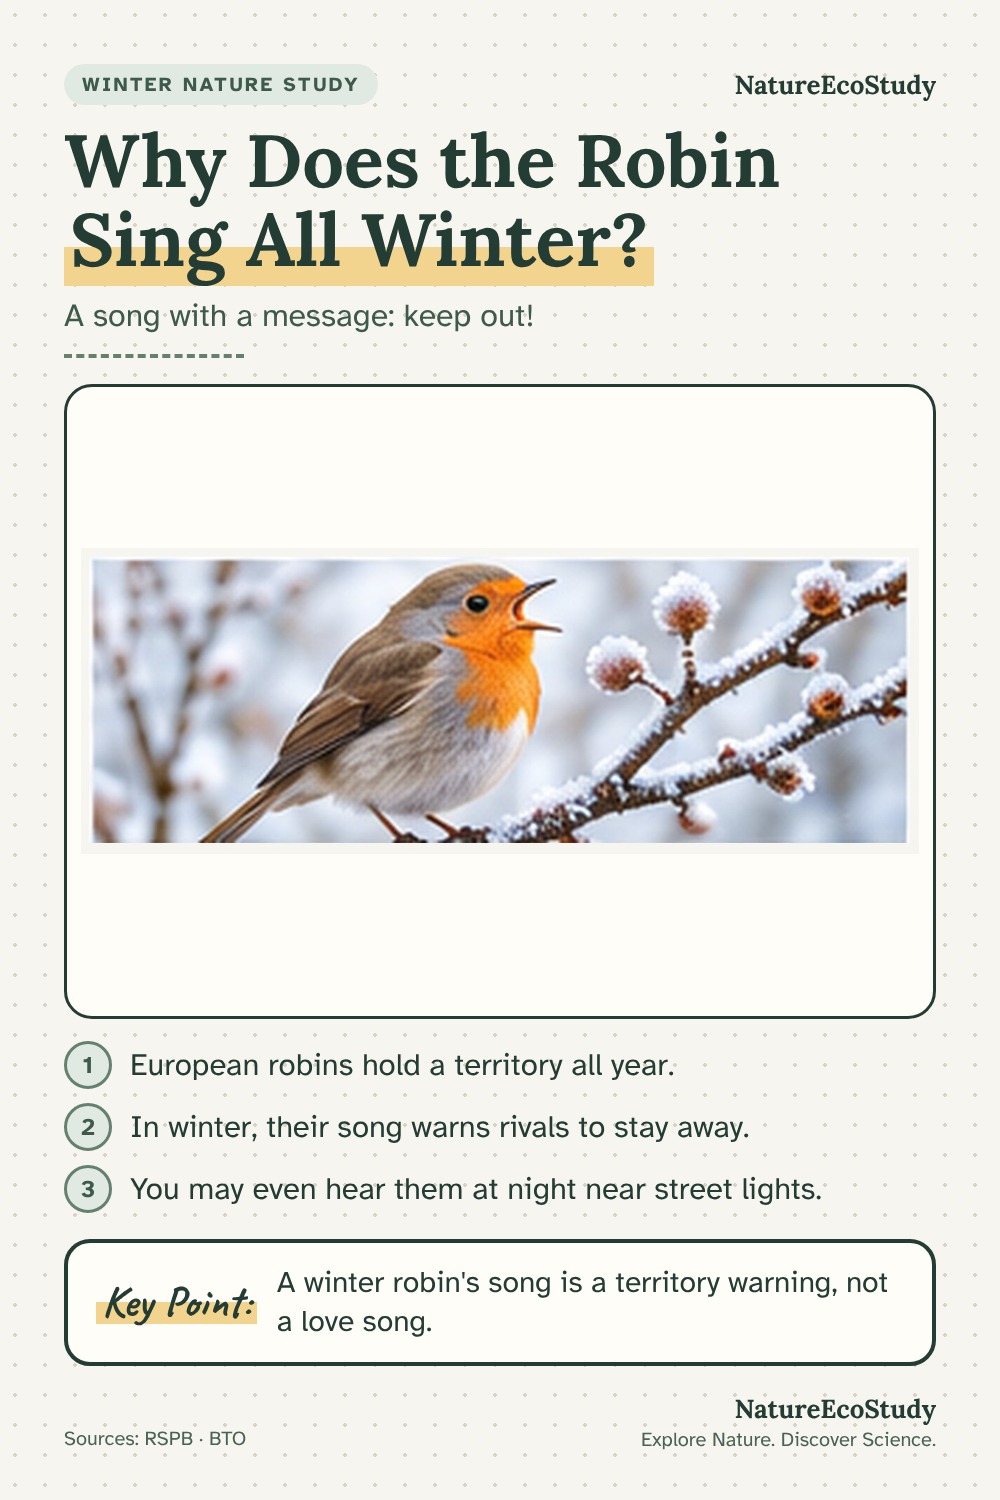 WINTER NATURE STUDY
NatureEcoStudy
Why Does the Robin
Sing All Winter?
A song with a message: keep out!
1 European robins hold a territory all year.
2 In winter, their song warns rivals to stay away.
3 You may even hear them at night near street lights.
Key Point: A winter robin's song is a territory warning, not
a love song.
NatureEcoStudy
Sources: RSPB · BTO
Explore Nature. Discover Science.